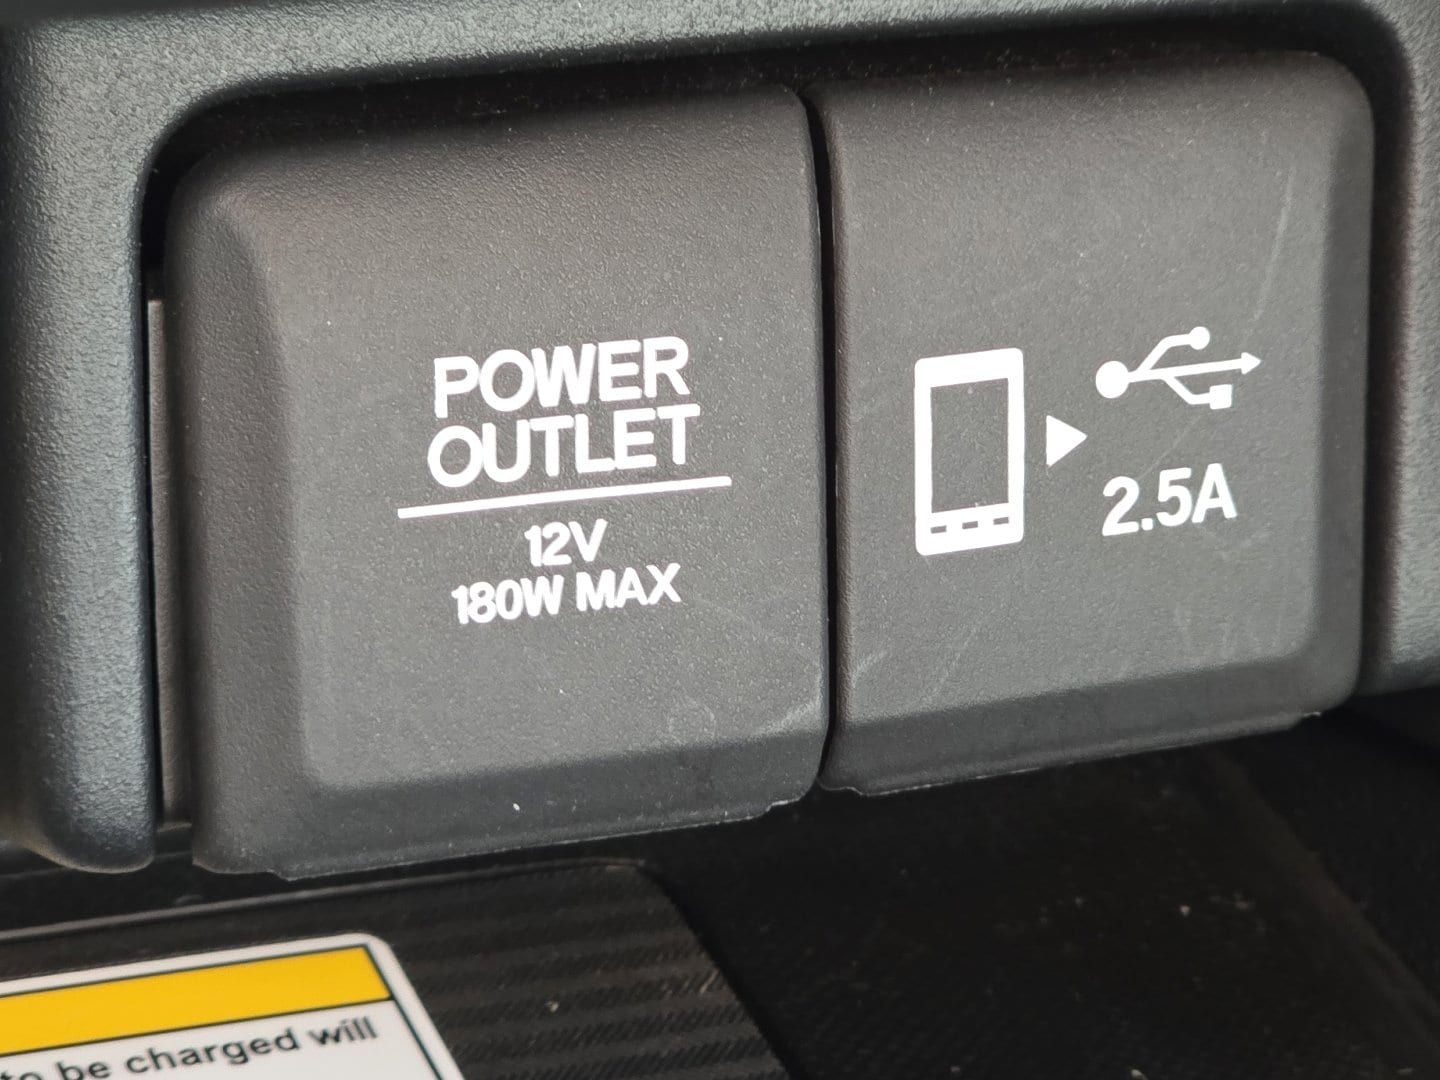 POWER
OUTLET
12V
180W MAX
2.5A
to be charged will